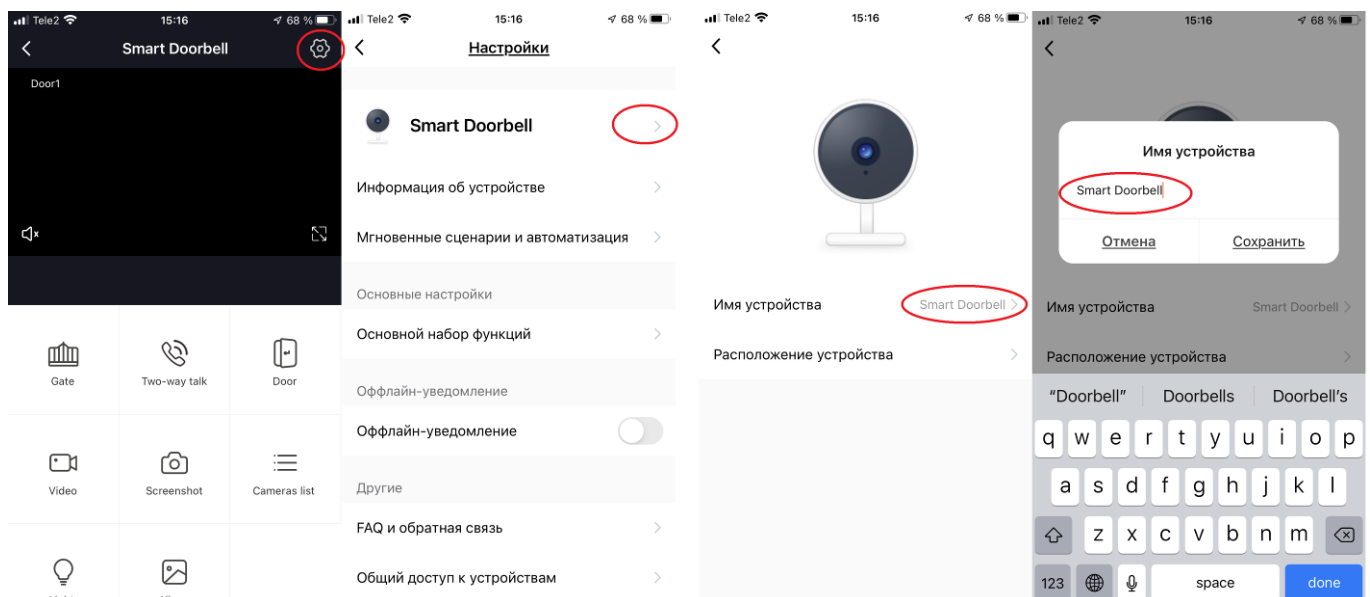 Tele2 15:16 68 %
Smart Doorbell
Door1
Gate Two-way talk Door
Video Screenshot Cameras list
Tele2 15:16 68 %
Настройки
Smart Doorbell
Информация об устройстве
Мгновенные сценарии и автоматизация
Основные настройки
Основной набор функций
Оффлайн-уведомление
Оффлайн-уведомление
Другие
FAQ и обратная связь
Общий доступ к устройствам
Tele2 15:16 68 %
Имя устройства Smart Doorbell
Расположение устройства
Tele2 15:16 68 %
Имя устройства
Smart Doorbell
Отмена Сохранить
Имя устройства Smart Doorbell
Расположение устройства
“Doorbell” Doorbells Doorbell's
q w e r t y u i o p
a s d f g h j k l
z x c v b n m
123 space done